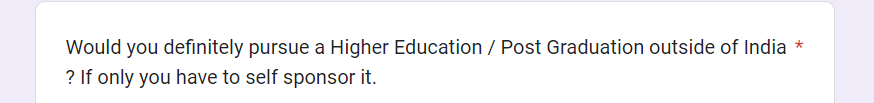 Would you definitely pursue a Higher Education / Post Graduation outside of India *
? If only you have to self sponsor it.